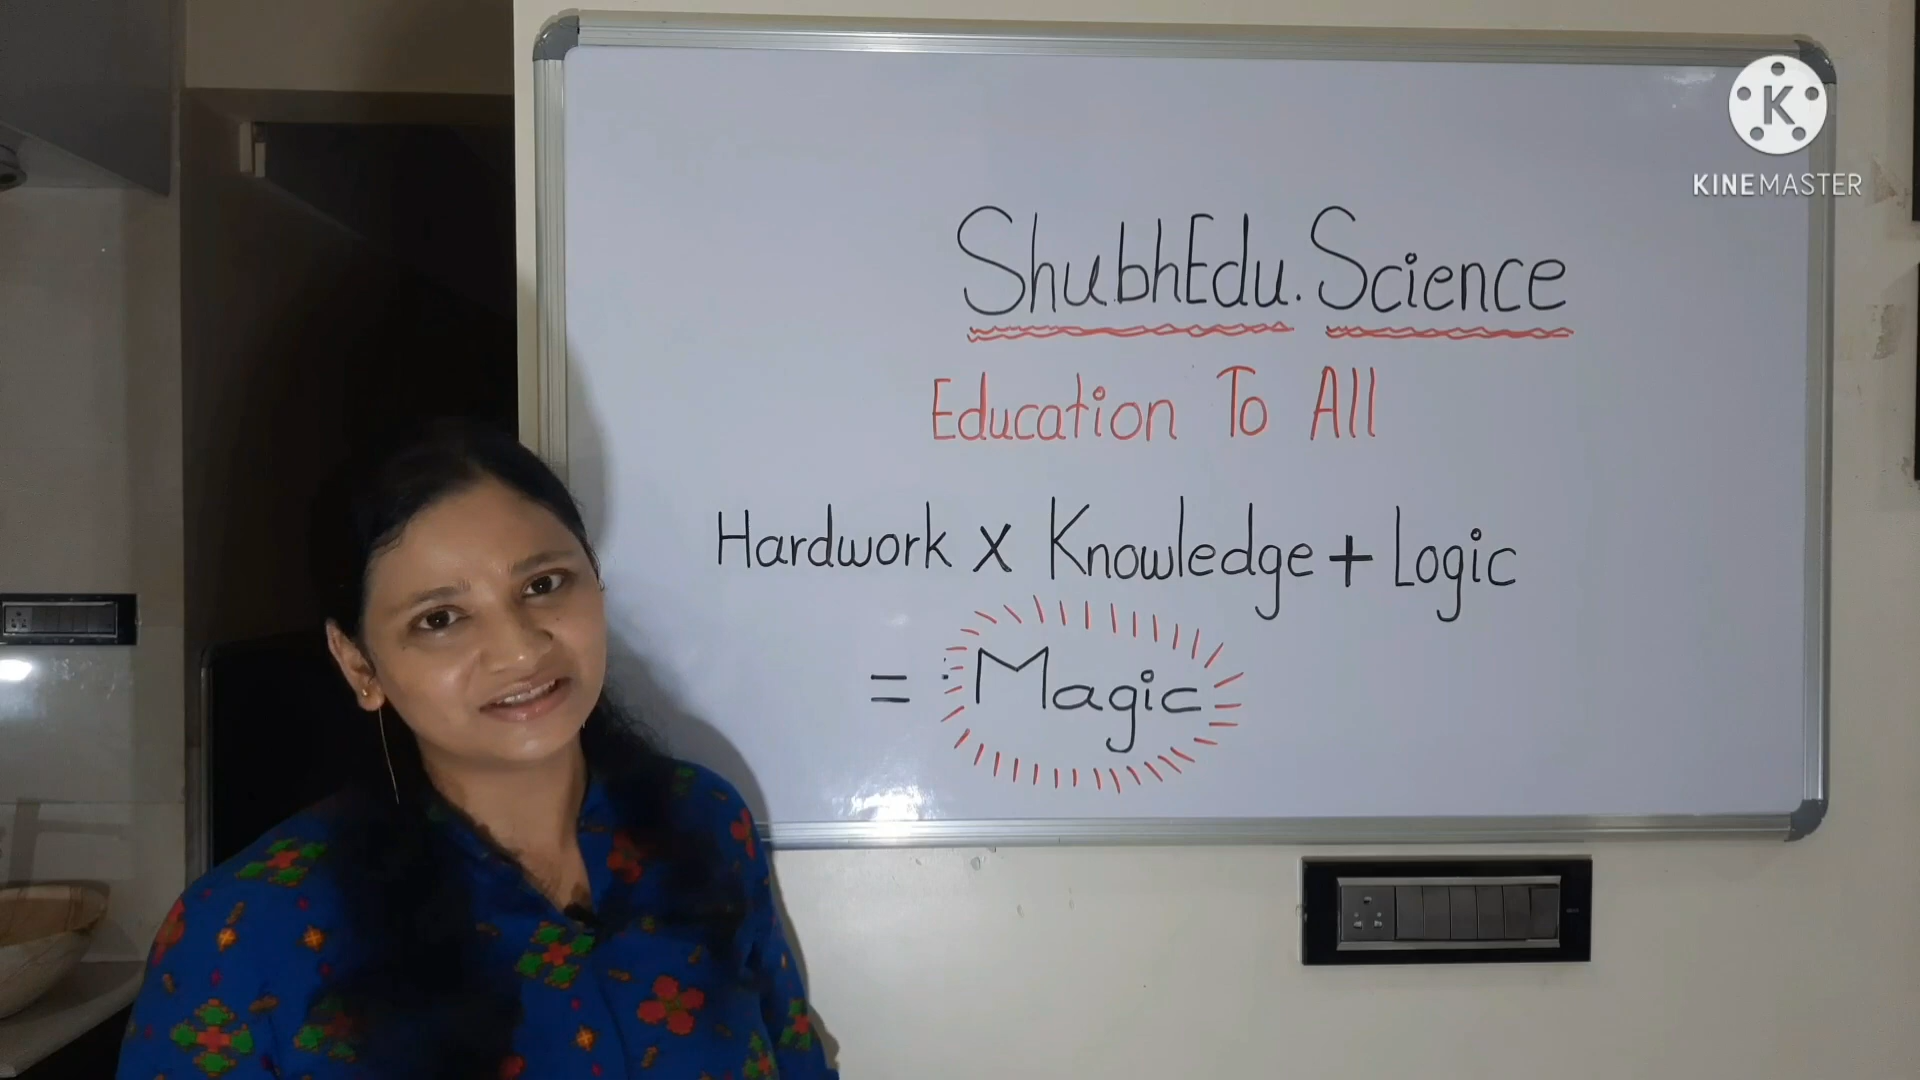 K
KINEMASTER
ShubhEdu.Science
Education To All
Hardwork x Knowledge + Logic
= Magic